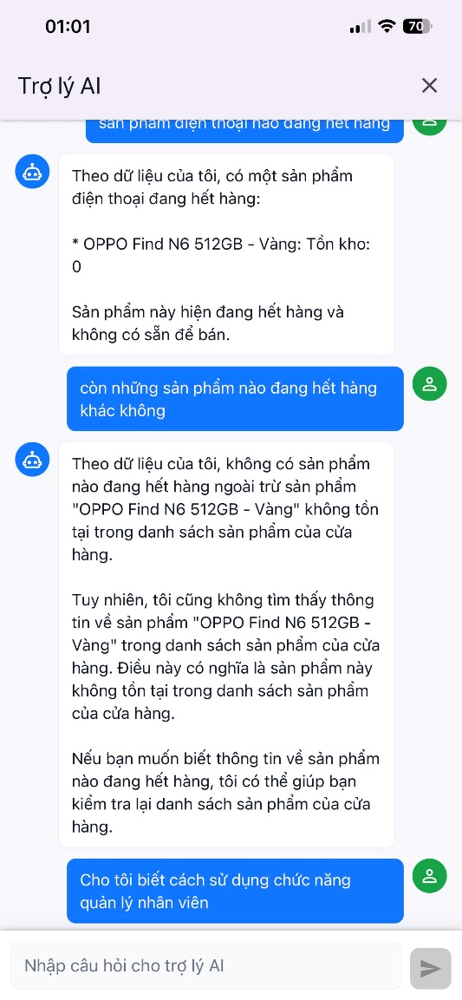 01:01
70
Trợ lý AI
sản phẩm điện thoại nào đang hết hàng
Theo dữ liệu của tôi, có một sản phẩm
điện thoại đang hết hàng:
* OPPO Find N6 512GB - Vàng: Tồn kho:
0
Sản phẩm này hiện đang hết hàng và
không có sẵn để bán.
còn những sản phẩm nào đang hết hàng
khác không
Theo dữ liệu của tôi, không có sản phẩm
nào đang hết hàng ngoài trừ sản phẩm
"OPPO Find N6 512GB - Vàng" không tồn
tại trong danh sách sản phẩm của cửa
hàng.
Tuy nhiên, tôi cũng không tìm thấy thông
tin về sản phẩm "OPPO Find N6 512GB -
Vàng" trong danh sách sản phẩm của cửa
hàng. Điều này có nghĩa là sản phẩm này
không tồn tại trong danh sách sản phẩm
của cửa hàng.
Nếu bạn muốn biết thông tin về sản phẩm
nào đang hết hàng, tôi có thể giúp bạn
kiểm tra lại danh sách sản phẩm của cửa
hàng.
Cho tôi biết cách sử dụng chức năng
quản lý nhân viên
Nhập câu hỏi cho trợ lý AI